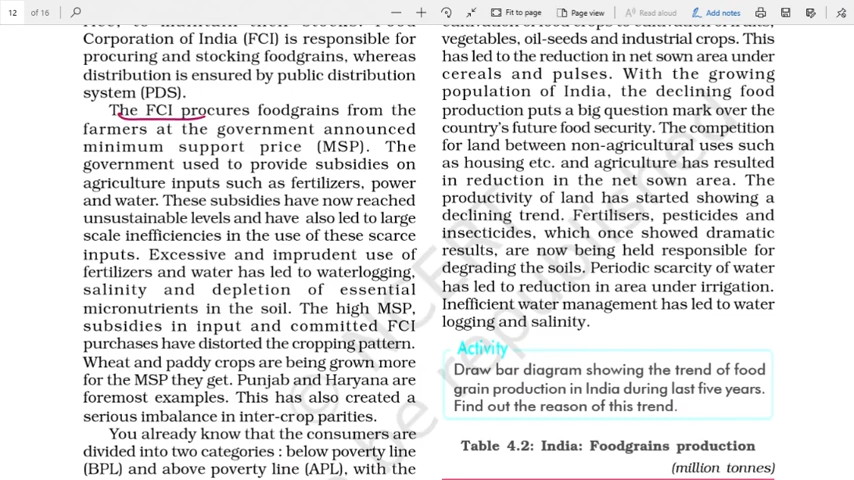 12 of 16
Fit to page
Page view
Read aloud
Add notes
Corporation of India (FCI) is responsible for
procuring and stocking foodgrains, whereas
distribution is ensured by public distribution
system (PDS).
The FCI procures foodgrains from the
farmers at the government announced
minimum support price (MSP). The
government used to provide subsidies on
agriculture inputs such as fertilizers, power
and water. These subsidies have now reached
unsustainable levels and have also led to large
scale inefficiencies in the use of these scarce
inputs. Excessive and imprudent use of
fertilizers and water has led to waterlogging,
salinity and depletion of essential
micronutrients in the soil. The high MSP,
subsidies in input and committed FCI
purchases have distorted the cropping pattern.
Wheat and paddy crops are being grown more
for the MSP they get. Punjab and Haryana are
foremost examples. This has also created a
serious imbalance in inter-crop parities.
You already know that the consumers are
divided into two categories : below poverty line
(BPL) and above poverty line (APL), with the
vegetables, oil-seeds and industrial crops. This
has led to the reduction in net sown area under
cereals and pulses. With the growing
population of India, the declining food
production puts a big question mark over the
country's future food security. The competition
for land between non-agricultural uses such
as housing etc. and agriculture has resulted
in reduction in the net sown area. The
productivity of land has started showing a
declining trend. Fertilisers, pesticides and
insecticides, which once showed dramatic
results, are now being held responsible for
degrading the soils. Periodic scarcity of water
has led to reduction in area under irrigation.
Inefficient water management has led to water
logging and salinity.
Activity
Draw bar diagram showing the trend of food
grain production in India during last five years.
Find out the reason of this trend.
Table 4.2: India: Foodgrains production
(million tonnes)